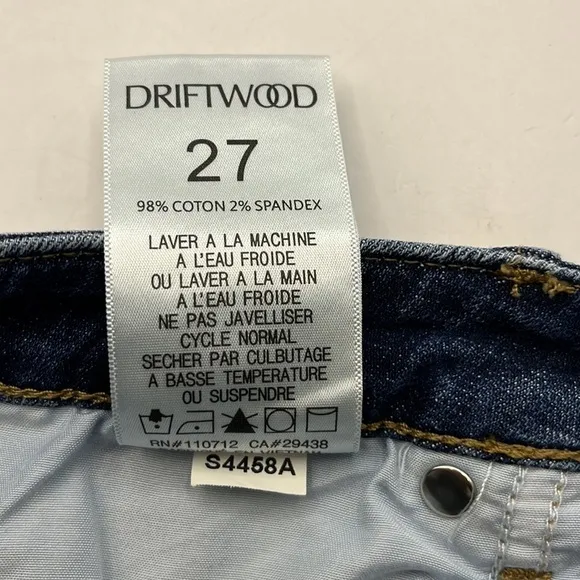 DRIFTWOOD
27
98% COTON 2% SPANDEX
LAVER A LA MACHINE
A L'EAU FROIDE
OU LAVER A LA MAIN
A L'EAU FROIDE
NE PAS JAVELLISER
CYCLE NORMAL
SECHER PAR CULBUTAGE
A BASSE TEMPERATURE
OU SUSPENDRE
RN#110712 CA#29438
S4458A